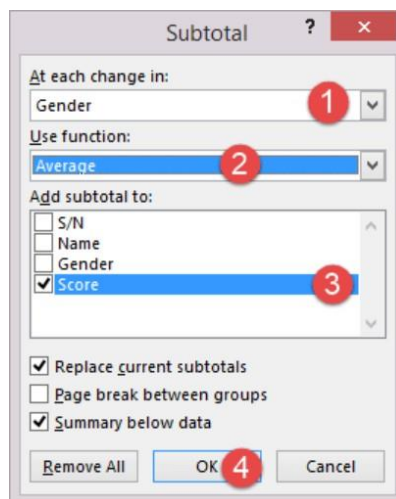 Subtotal ? ×
At each change in:
Gender 1
Use function:
Average 2
Add subtotal to:
S/N
Name
Gender
Score 3
Replace current subtotals
Page break between groups
Summary below data
Remove All OK 4 Cancel